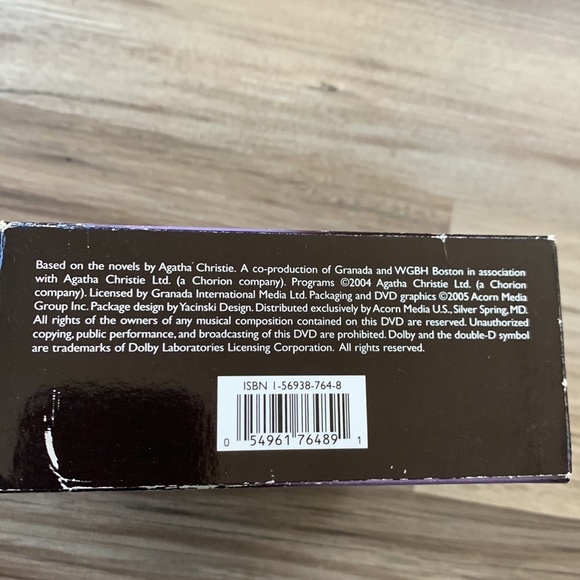 Based on the novels by Agatha Christie. A co-production of Granada and WGBH Boston in association
with Agatha Christie Ltd. (a Chorion company). Programs ©2004 Agatha Christie Ltd. (a Chorion
company). Licensed by Granada International Media Ltd. Packaging and DVD graphics ©2005 Acorn Media
Group Inc. Package design by Yacinski Design. Distributed exclusively by Acorn Media U.S., Silver Spring, MD.
All rights of the owners of any musical composition contained on this DVD are reserved. Unauthorized
copying, public performance, and broadcasting of this DVD are prohibited. Dolby and the double-D symbol
are trademarks of Dolby Laboratories Licensing Corporation. All rights reserved.
ISBN 1-56938-764-8
0 54961 76489 1